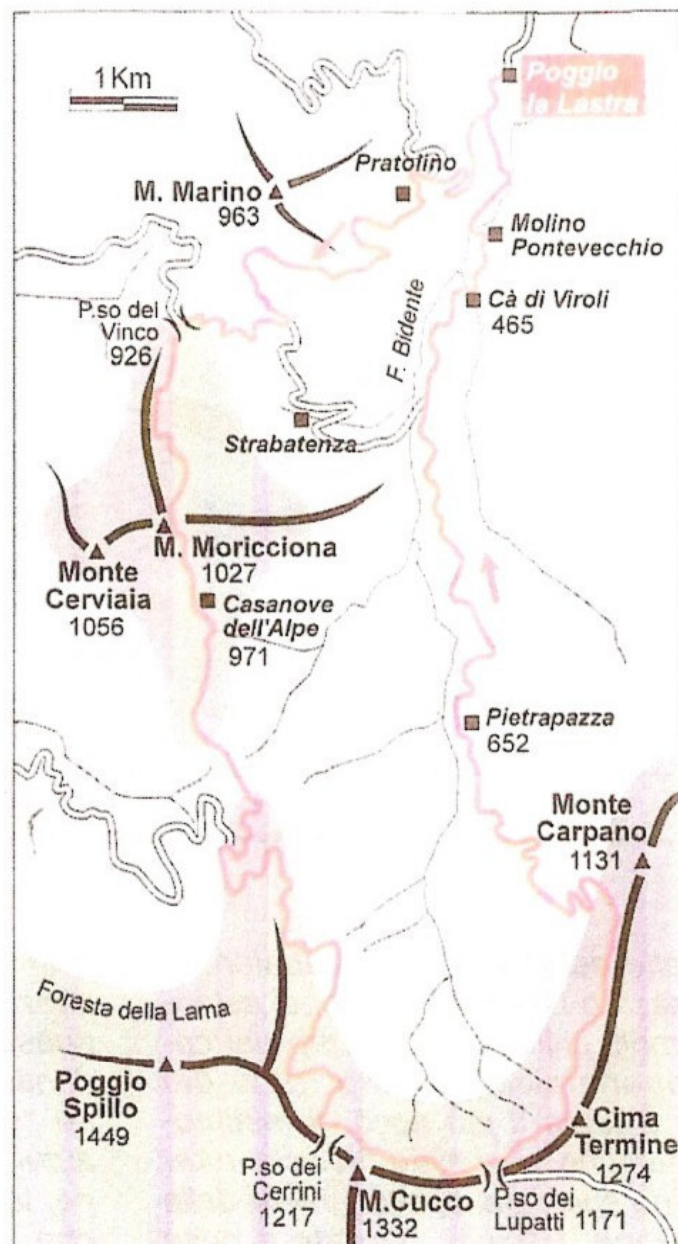 1Km
Poggio
la Lastra
Pratolino
M. Marino
963
Molino
Pontevecchio
P.so del
Vinco
926
Cà di Viroli
465
F. Bidente
Strabatenza
M. Moricciona
1027
Monte
Cerviaia
1056
Casanove
dell'Alpe
971
Pietrapazza
652
Monte
Carpano
1131
Foresta della Lama
Poggio
Spillo
1449
P.so dei
Cerrini
1217
M.Cucco
1332
P.so dei
Lupatti 1171
Cima
Termine
1274